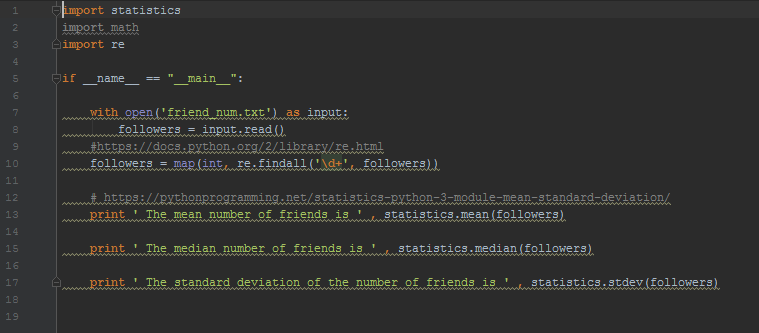 1 import statistics
2 import math
3 import re
4
5 if __name__ == "__main__":
6
7 with open('friend_num.txt') as input:
8 followers = input.read()
9 #https://docs.python.org/2/library/re.html
10 followers = map(int, re.findall('\d+', followers))
11
12 # https://pythonprogramming.net/statistics-python-3-module-mean-standard-deviation/
13 print ' The mean number of friends is ' , statistics.mean(followers)
14
15 print ' The median number of friends is ' , statistics.median(followers)
16
17 print ' The standard deviation of the number of friends is ' , statistics.stdev(followers)
18
19